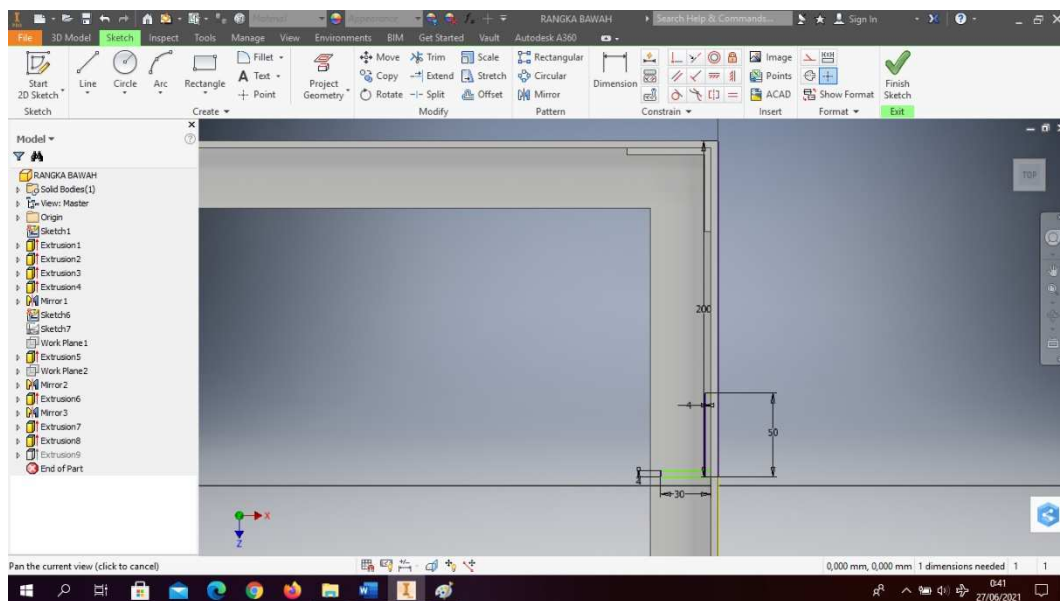 PRO
Material
Appearance
RANGKA BAWAH
Search Help & Commands...
Sign In
File 3D Model Sketch Inspect Tools Manage View Environments BIM Get Started Vault Autodesk A360
Start 2D Sketch
Line
Circle
Arc
Rectangle
Fillet
Text
Point
Project Geometry
Move
Copy
Rotate
Trim
Extend
Split
Scale
Stretch
Offset
Rectangular
Circular
Mirror
Dimension
Image
Points
ACAD
Show Format
Finish Sketch
Sketch Create Modify Pattern Constrain Insert Format Exit
Model
TOP
RANGKA BAWAH
Solid Bodies(1)
View: Master
Origin
Sketch1
Extrusion1
Extrusion2
Extrusion3
Extrusion4
Mirror1
Sketch6
Sketch7
Work Plane1
Extrusion5
Work Plane2
Mirror2
Extrusion6
Mirror3
Extrusion7
Extrusion8
Extrusion9
End of Part
200
4
50
4
30
X
Z
Pan the current view (click to cancel)
0,000 mm, 0,000 mm 1 dimensions needed 1 1
0:41
27/06/2021